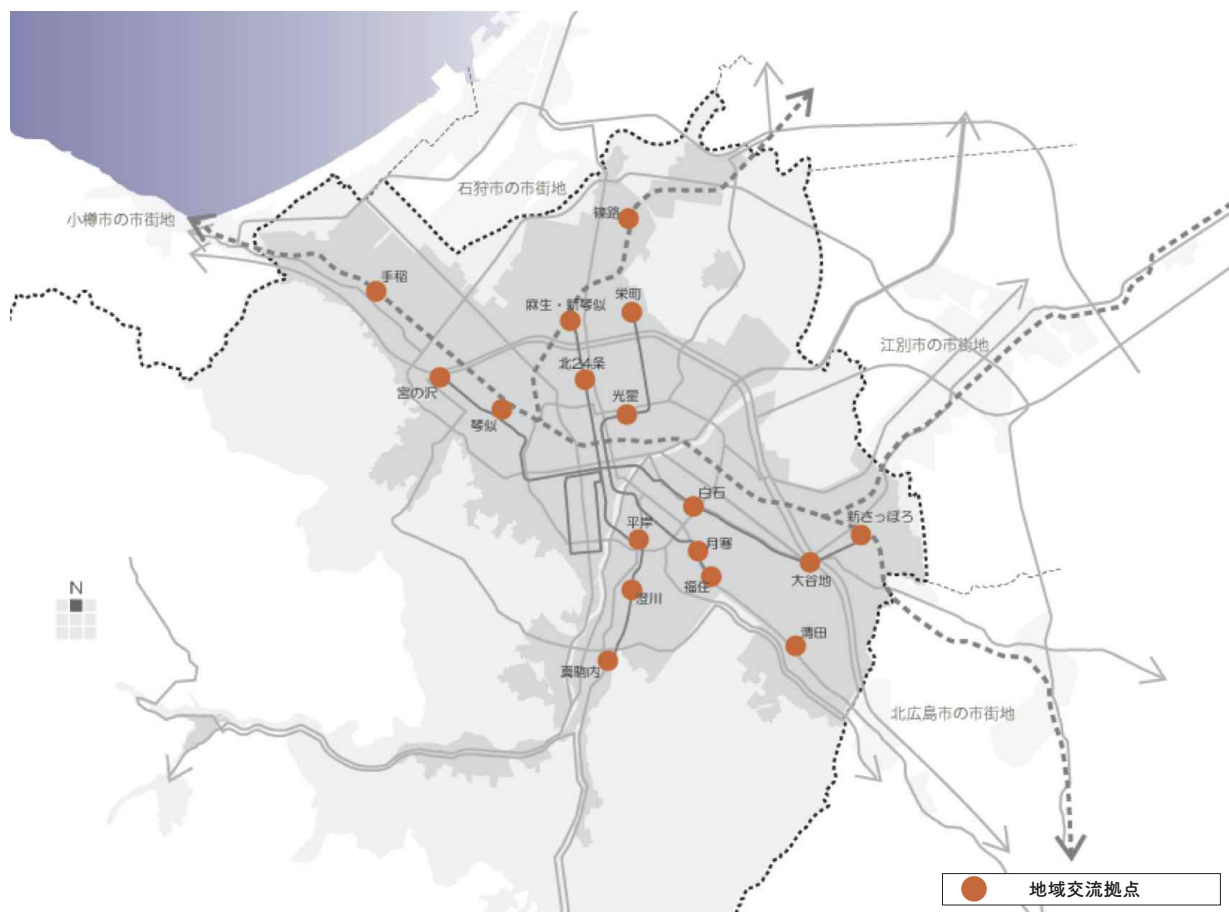 石狩市の市街地
小樽市の市街地
篠路
手稲
麻生・新琴似
栄町
江別市の市街地
北24条
宮の沢
光星
琴似
白石
新さっぽろ
平岸
月寒
大谷地
福住
澄川
N
清田
真駒内
北広島市の市街地
地域交流拠点